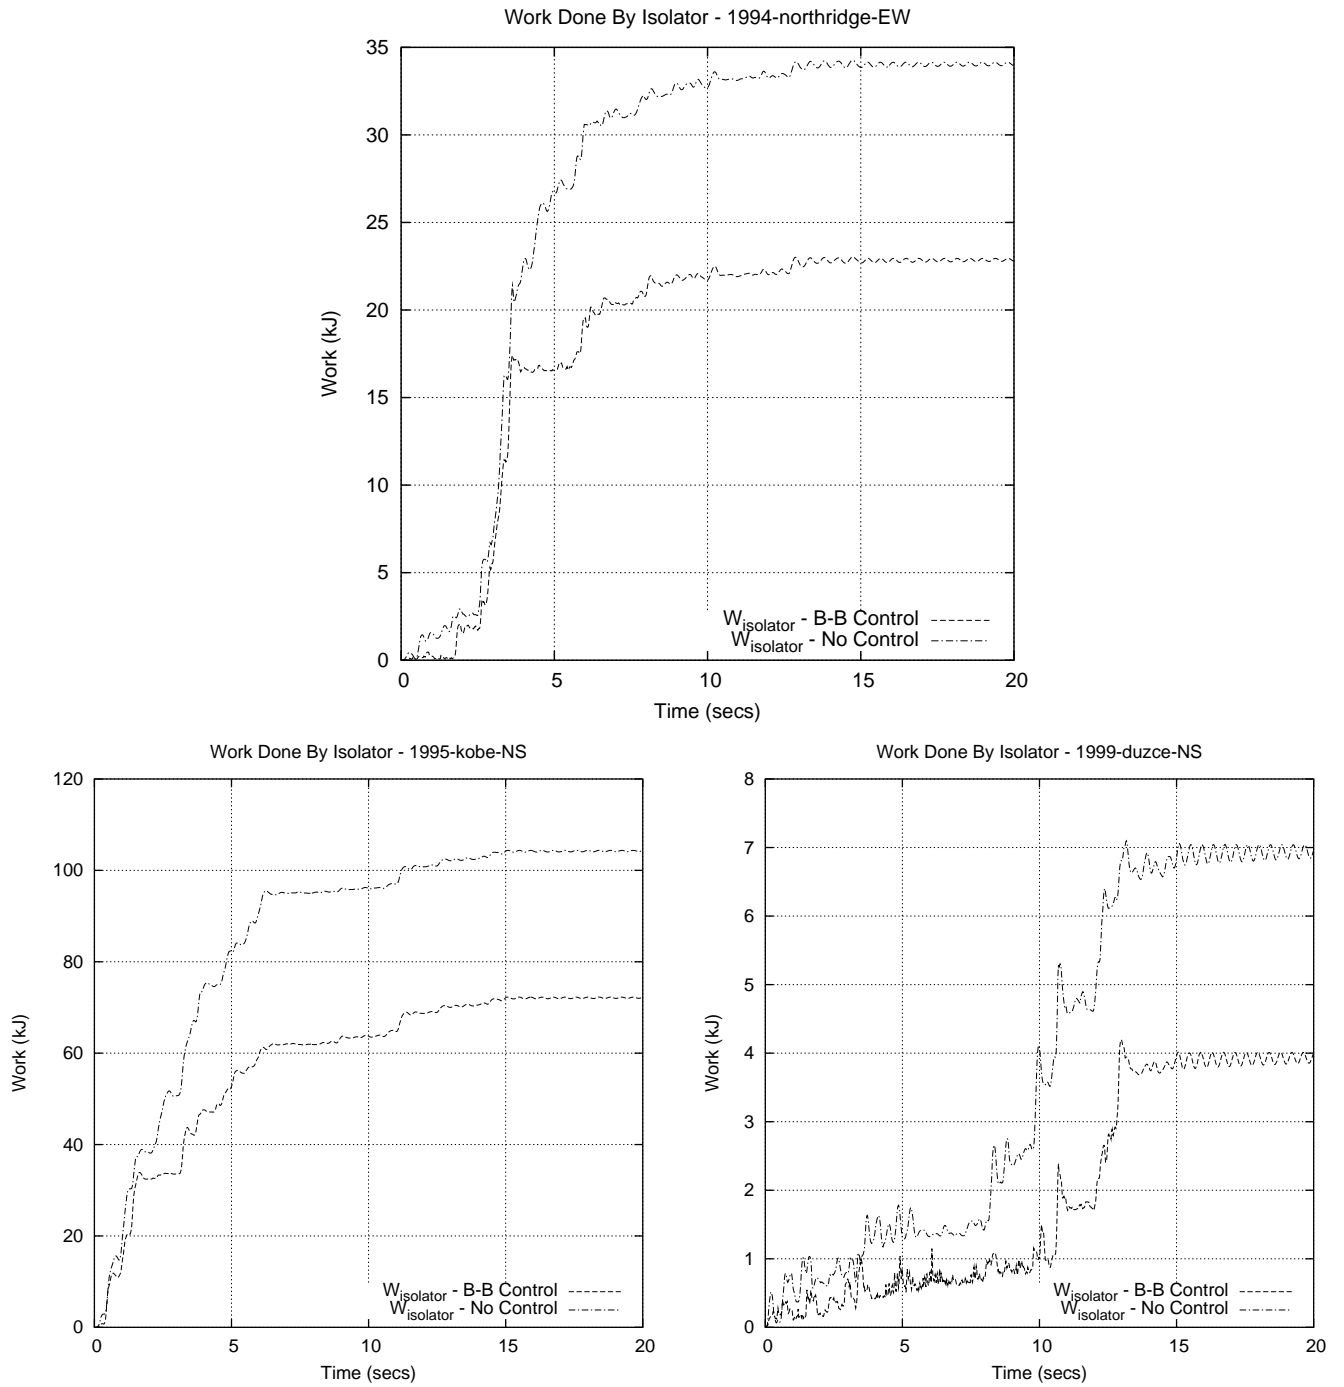 Work Done By Isolator - 1994-northridge-EW
35
30
25
20
15
10
5
0
Work (kJ)
W_isolator - B-B Control
W_isolator - No Control
0 5 10 15 20
Time (secs)
Work Done By Isolator - 1995-kobe-NS
120
100
80
60
40
20
0
Work (kJ)
W_isolator - B-B Control
W_isolator - No Control
0 5 10 15 20
Time (secs)
Work Done By Isolator - 1999-duzce-NS
8
7
6
5
4
3
2
1
0
Work (kJ)
W_isolator - B-B Control
W_isolator - No Control
0 5 10 15 20
Time (secs)